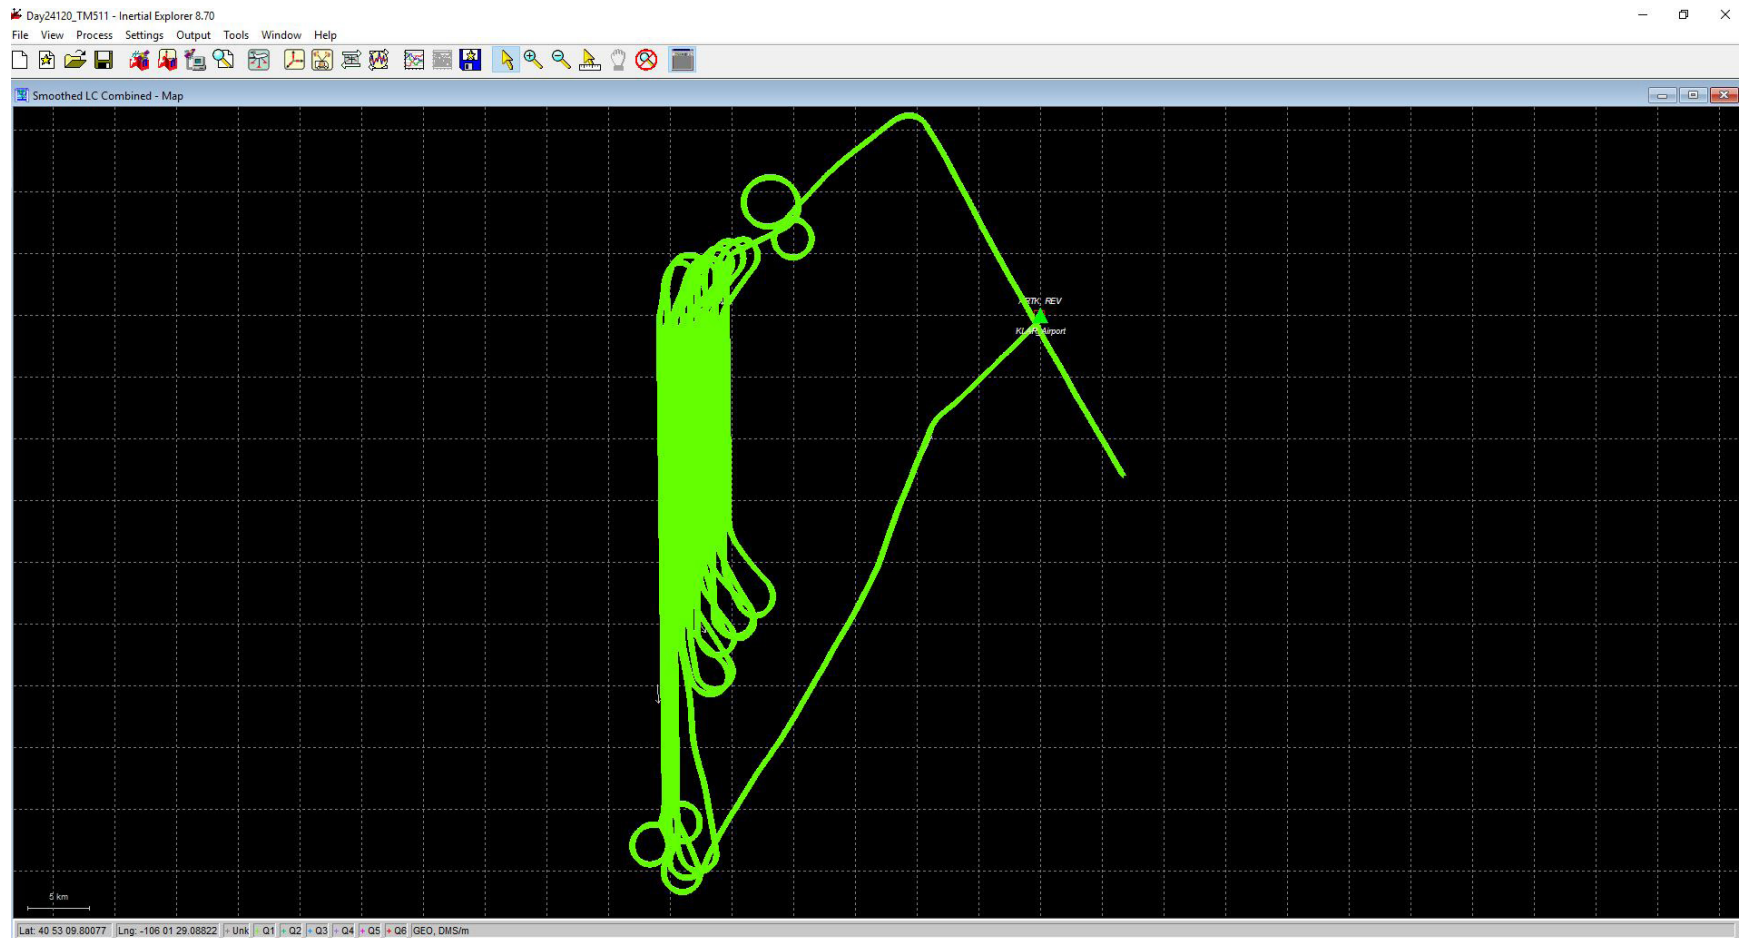 Day24120_TM511 - Inertial Explorer 8.70
File View Process Settings Output Tools Window Help
Smoothed LC Combined - Map
REV
Airport
5 km
Lat: 40 53 09.80077 Lng: -106 01 29.08822 Unk Q1 Q2 Q3 Q4 Q5 Q6 GEO, DMS/m